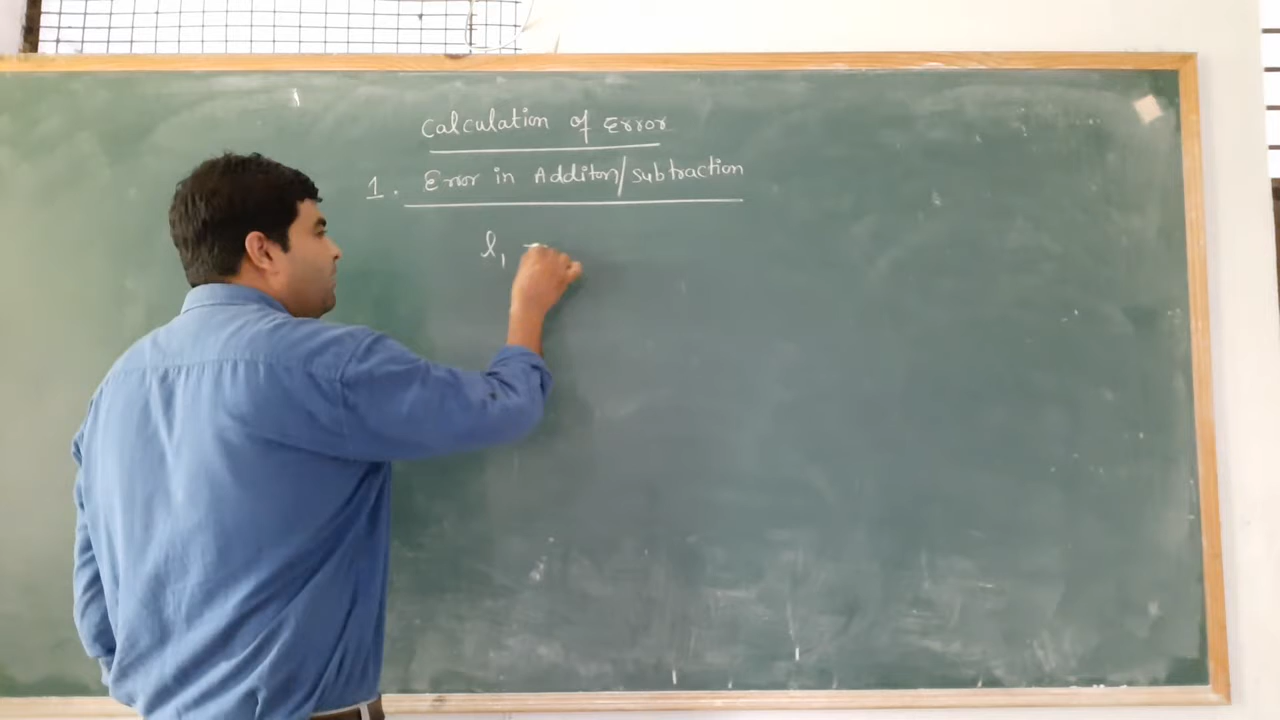 Calculation of Error
1. Error in Additon/subtraction
l₁ =